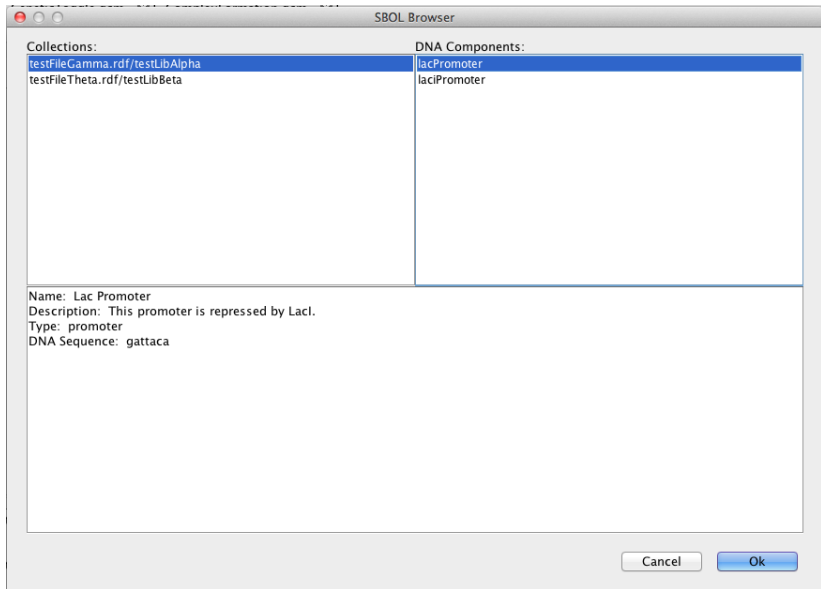 SBOL Browser
Collections:
DNA Components:
testFileGamma.rdf/testLibAlpha
lacPromoter
testFileTheta.rdf/testLibBeta
laciPromoter
Name: Lac Promoter
Description: This promoter is repressed by LacI.
Type: promoter
DNA Sequence: gattaca
Cancel
Ok